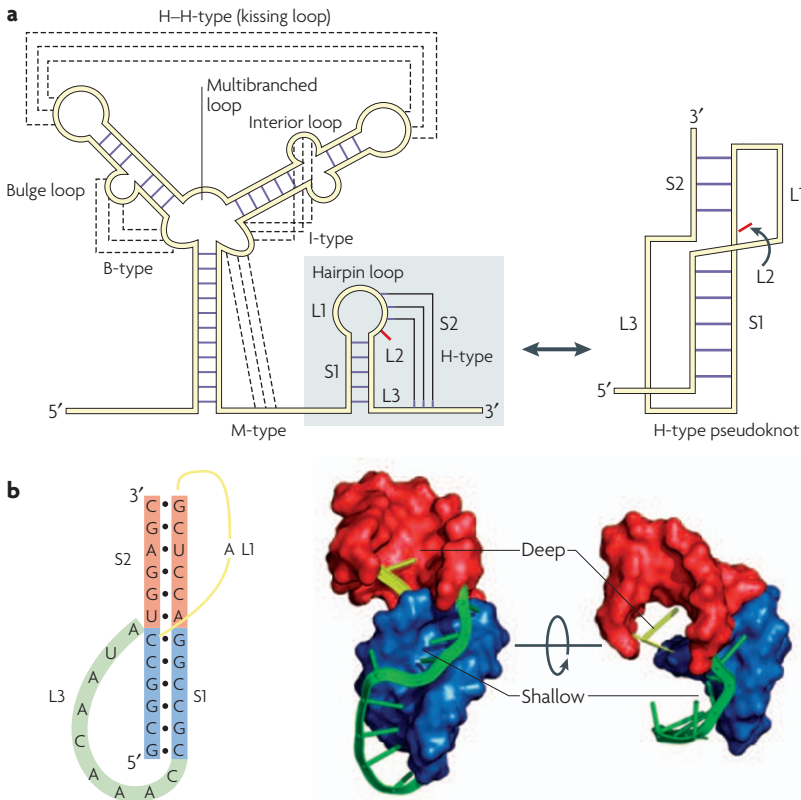 a
H–H-type (kissing loop)
Multibranched
loop
Interior loop
Bulge loop
B-type
I-type
M-type
Hairpin loop
L1
S1
L2
L3
S2
H-type
5′
3′
3′
S2
L1
L2
L3
S1
5′
H-type pseudoknot
b
3′
C G
G C
A U
G C
G C
U A
C G
C G
G C
G C
C G
G C
5′
S2
A L1
S1
L3
A
U
A
A
C
A
A
A
C
Deep
Shallow